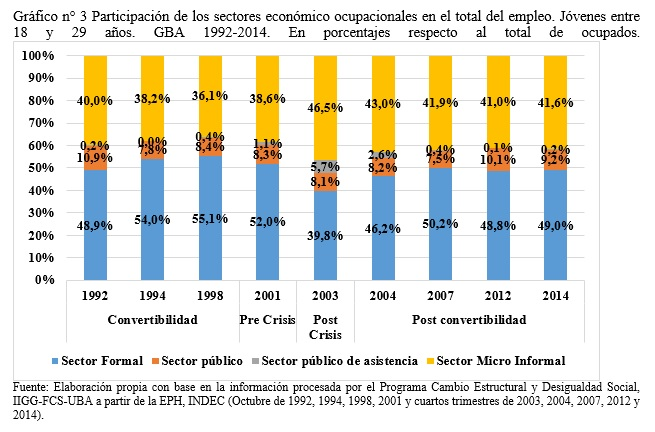 Gráfico n° 3 Participación de los sectores económico ocupacionales en el total del empleo. Jóvenes entre
18 y 29 años. GBA 1992-2014. En porcentajes respecto al total de ocupados.
100%
90%
80%
70%
60%
50%
40%
30%
20%
10%
0%
40,0% 38,2% 36,1% 38,6% 46,5% 43,0% 41,9% 41,0% 41,6%
0,2% 0,0% 0,4% 1,1% 5,7% 2,6% 0,4% 0,1% 0,2%
10,9% 7,8% 8,4% 8,3% 8,1% 8,2% 7,5% 10,1% 9,2%
48,9% 54,0% 55,1% 52,0% 39,8% 46,2% 50,2% 48,8% 49,0%
1992 1994 1998 2001 2003 2004 2007 2012 2014
Convertibilidad Pre Crisis Post Crisis Post convertibilidad
Sector Formal Sector público Sector público de asistencia Sector Micro Informal
Fuente: Elaboración propia con base en la información procesada por el Programa Cambio Estructural y Desigualdad Social,
IIGG-FCS-UBA a partir de la EPH, INDEC (Octubre de 1992, 1994, 1998, 2001 y cuartos trimestres de 2003, 2004, 2007, 2012 y
2014).